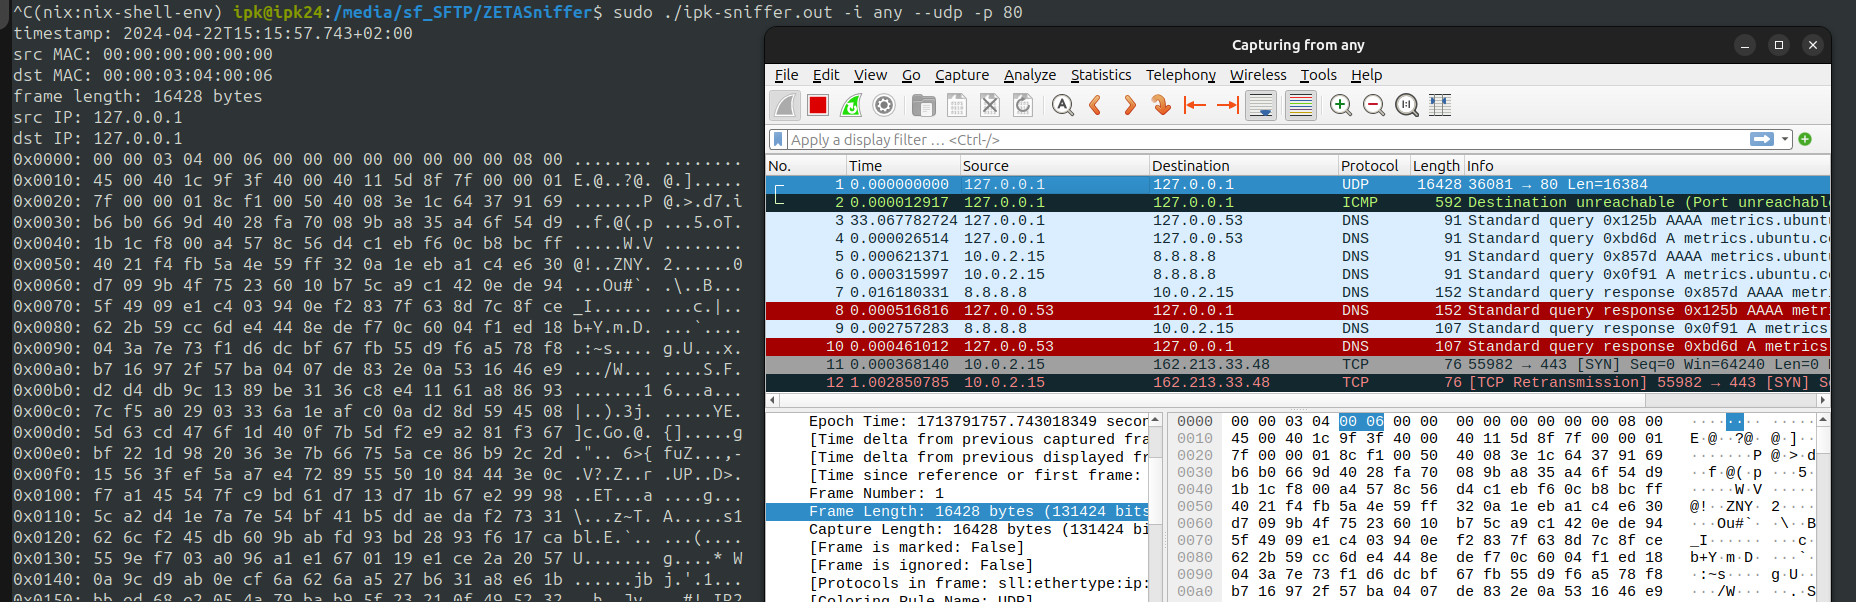 ^C(nix:nix-shell-env) ipk@ipk24:/media/sf_SFTP/ZETASniffer$ sudo ./ipk-sniffer.out -i any --udp -p 80
timestamp: 2024-04-22T15:15:57.743+02:00
src MAC: 00:00:00:00:00:00
dst MAC: 00:00:03:04:00:06
frame length: 16428 bytes
src IP: 127.0.0.1
dst IP: 127.0.0.1
0x0000: 00 00 03 04 00 06 00 00 00 00 00 00 00 00 08 00 ........ ........
0x0010: 45 00 40 1c 9f 3f 40 00 40 11 5d 8f 7f 00 00 01 E.@..?@. @.].....
0x0020: 7f 00 00 01 8c f1 00 50 40 08 3e 1c 64 37 91 69 .......P @.>.d7.i
0x0030: b6 b0 66 9d 40 28 fa 70 08 9b a8 35 a4 6f 54 d9 ..f.@(.p ...5.oT.
0x0040: 1b 1c f8 00 a4 57 8c 56 d4 c1 eb f6 0c b8 bc ff .....W.V ........
0x0050: 40 21 f4 fb 5a 4e 59 ff 32 0a 1e eb a1 c4 e6 30 @!..ZNY. 2......0
0x0060: d7 09 9b 4f 75 23 60 10 b7 5c a9 c1 42 0e de 94 ...Ou#`. .\..B...
0x0070: 5f 49 09 e1 c4 03 94 0e f2 83 7f 63 8d 7c 8f ce _I...... ...c.|..
0x0080: 62 2b 59 cc 6d e4 44 8e de f7 0c 60 04 f1 ed 18 b+Y.m.D. ...`....
0x0090: 04 3a 7e 73 f1 d6 dc bf 67 fb 55 d9 f6 a5 78 f8 .:~s.... g.U...x.
0x00a0: b7 16 97 2f 57 ba 04 07 de 83 2e 0a 53 16 46 e9 .../W... ....S.F.
0x00b0: d2 d4 db 9c 13 89 be 31 36 c8 e4 11 61 a8 86 93 .......1 6...a...
0x00c0: 7c f5 a0 29 03 33 6a 1e af c0 0a d2 8d 59 45 08 |..).3j. .....YE.
0x00d0: 5d 63 cd 47 6f 1d 40 0f 7b 5d f2 e9 a2 81 f3 67 ]c.Go.@. {].....g
0x00e0: bf 22 1d 98 20 36 3e 7b 66 75 5a ce 86 b9 2c 2d .".. 6>{ fuZ...,-
0x00f0: 15 56 3f ef 5a a7 e4 72 89 55 50 10 84 44 3e 0c .V?.Z..r .UP..D>.
0x0100: f7 a1 45 54 7f c9 bd 61 d7 13 d7 1b 67 e2 99 98 ..ET...a ....g...
0x0110: 5c a2 d4 1e 7a 7e 54 bf 41 b5 dd ae da f2 73 31 \...z~T. A.....s1
0x0120: 62 6c f2 45 db 60 9b ab fd 93 bd 28 93 f6 17 ca bl.E.`.. ...(....
0x0130: 55 9e f7 03 a0 96 a1 e1 67 01 19 e1 ce 2a 20 57 U....... g....* W
0x0140: 0a 9c d9 ab 0e cf 6a 62 6a a5 27 b6 31 a8 e6 1b ......jb j.'.1...
Capturing from any
File Edit View Go Capture Analyze Statistics Telephony Wireless Tools Help
Apply a display filter … <Ctrl-/>
No. Time Source Destination Protocol Length Info
1 0.000000000 127.0.0.1 127.0.0.1 UDP 16428 36081 → 80 Len=16384
2 0.000012917 127.0.0.1 127.0.0.1 ICMP 592 Destination unreachable (Port unreachabl
3 33.067782724 127.0.0.1 127.0.0.53 DNS 91 Standard query 0x125b AAAA metrics.ubunt
4 0.000026514 127.0.0.1 127.0.0.53 DNS 91 Standard query 0xbd6d A metrics.ubuntu.c
5 0.000621371 10.0.2.15 8.8.8.8 DNS 91 Standard query 0x857d AAAA metrics.ubunt
6 0.000315997 10.0.2.15 8.8.8.8 DNS 91 Standard query 0x0f91 A metrics.ubuntu.c
7 0.016180331 8.8.8.8 10.0.2.15 DNS 152 Standard query response 0x857d AAAA metr
8 0.000516816 127.0.0.53 127.0.0.1 DNS 152 Standard query response 0x125b AAAA metr
9 0.002757283 8.8.8.8 10.0.2.15 DNS 107 Standard query response 0x0f91 A metrics
10 0.000461012 127.0.0.53 127.0.0.1 DNS 107 Standard query response 0xbd6d A metrics
11 0.000368140 10.0.2.15 162.213.33.48 TCP 76 55982 → 443 [SYN] Seq=0 Win=64240 Len=0
12 1.002850785 10.0.2.15 162.213.33.48 TCP 76 [TCP Retransmission] 55982 → 443 [SYN] S
Epoch Time: 1713791757.743018349 secon
[Time delta from previous captured fra
[Time delta from previous displayed fr
[Time since reference or first frame:
Frame Number: 1
Frame Length: 16428 bytes (131424 bits
Capture Length: 16428 bytes (131424 bi
[Frame is marked: False]
[Frame is ignored: False]
[Protocols in frame: sll:ethertype:ip:
[Coloring Rule Name: UDP]
0000 00 00 03 04 00 06 00 00 00 00 00 00 00 00 08 00 ········ ·····
0010 45 00 40 1c 9f 3f 40 00 40 11 5d 8f 7f 00 00 01 E·@··?@· @·]··
0020 7f 00 00 01 8c f1 00 50 40 08 3e 1c 64 37 91 69 ·······P @·>·d
0030 b6 b0 66 9d 40 28 fa 70 08 9b a8 35 a4 6f 54 d9 ··f·@(·p ···5·
0040 1b 1c f8 00 a4 57 8c 56 d4 c1 eb f6 0c b8 bc ff ·····W·V ·····
0050 40 21 f4 fb 5a 4e 59 ff 32 0a 1e eb a1 c4 e6 30 @!··ZNY· 2····
0060 d7 09 9b 4f 75 23 60 10 b7 5c a9 c1 42 0e de 94 ···Ou#`· ·\··B
0070 5f 49 09 e1 c4 03 94 0e f2 83 7f 63 8d 7c 8f ce _I······ ···c·
0080 62 2b 59 cc 6d e4 44 8e de f7 0c 60 04 f1 ed 18 b+Y·m·D· ···`·
0090 04 3a 7e 73 f1 d6 dc bf 67 fb 55 d9 f6 a5 78 f8 ·:~s···· g·U··
00a0 b7 16 97 2f 57 ba 04 07 de 83 2e 0a 53 16 46 e9 ···/W··· ··.·S